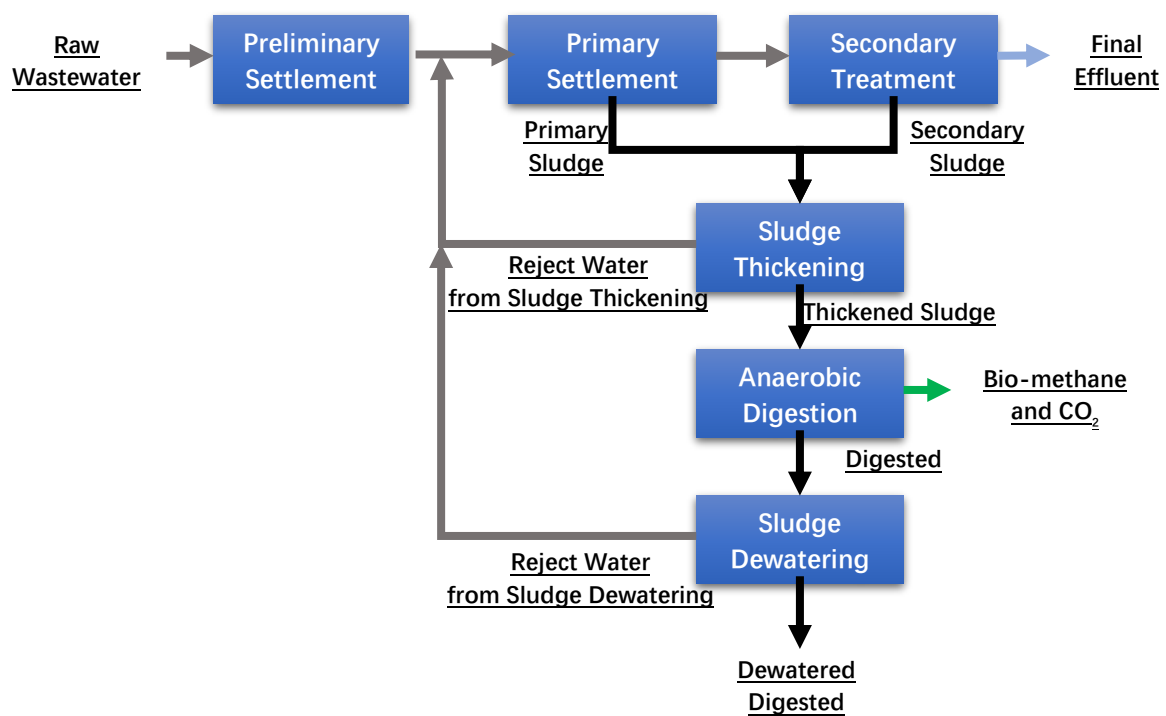 Raw
Wastewater
Preliminary
Settlement
Primary
Settlement
Secondary
Treatment
Final
Effluent
Primary
Sludge
Secondary
Sludge
Sludge
Thickening
Reject Water
from Sludge Thickening
Thickened Sludge
Anaerobic
Digestion
Bio-methane
and CO₂
Digested
Sludge
Dewatering
Reject Water
from Sludge Dewatering
Dewatered
Digested